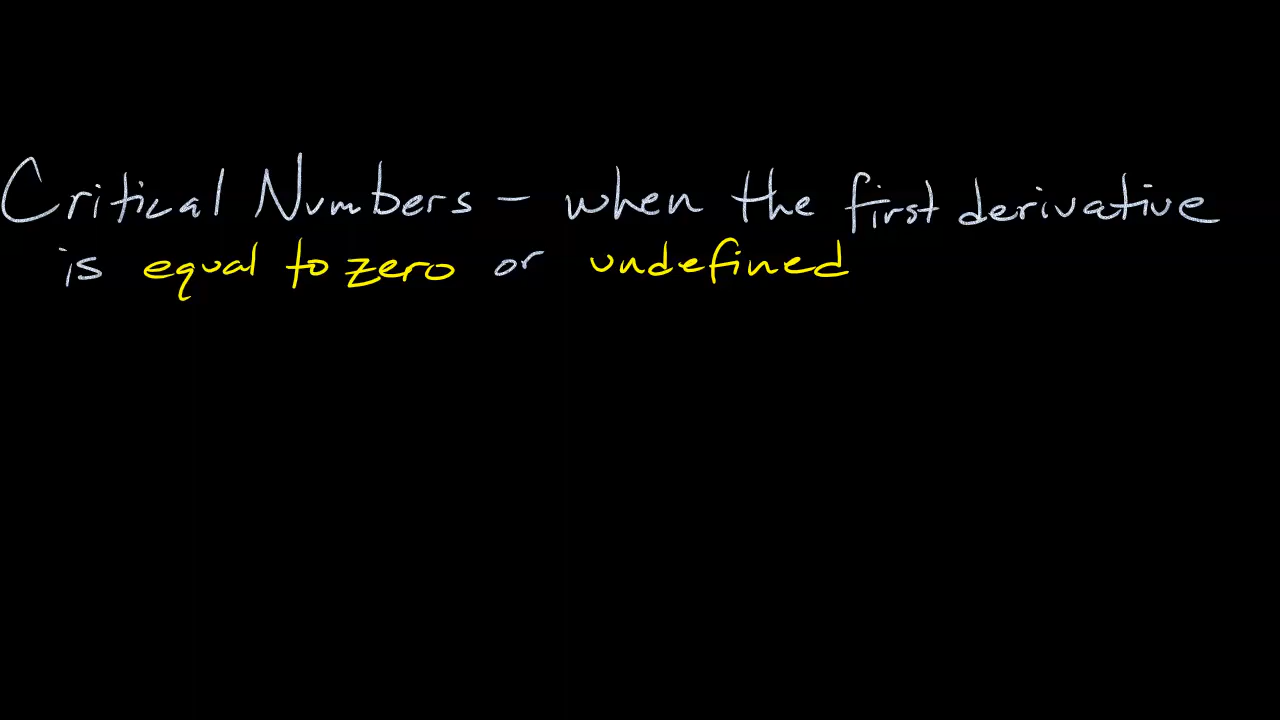 Critical Numbers - when the first derivative
is equal to zero or undefined